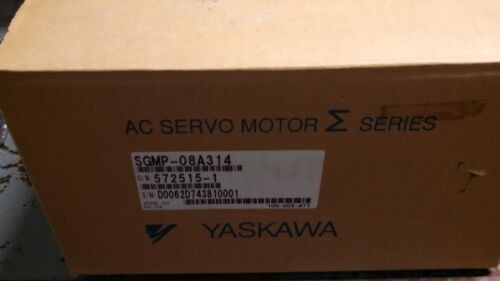 AC SERVO MOTOR Σ SERIES
SGMP-08A314
O/N 572515-1
S/N D0062D743810001
YASKAWA